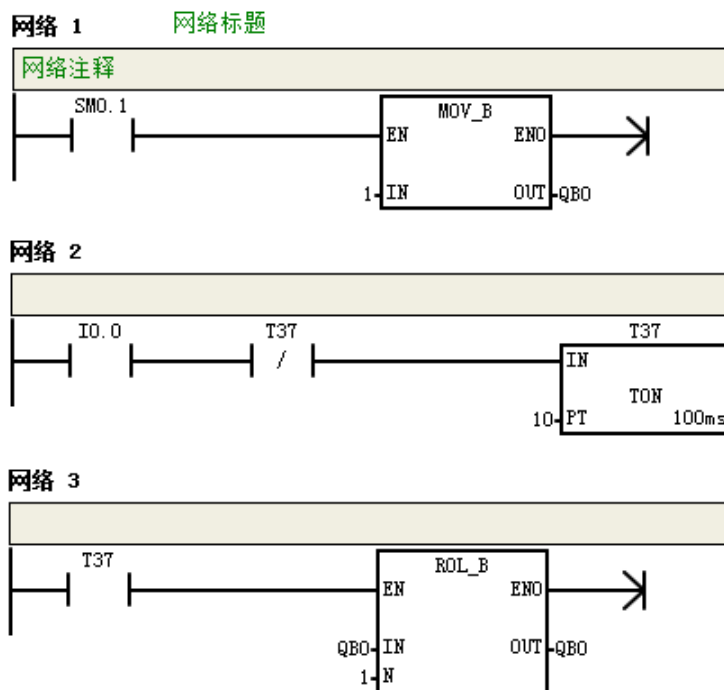 网络 1 网络标题
网络注释
SM0.1
MOV_B
EN ENO
1 IN OUT QB0
网络 2
I0.0 T37 T37
/
IN
TON
10 PT 100ms
网络 3
T37
ROL_B
EN ENO
QB0 IN OUT QB0
1 N